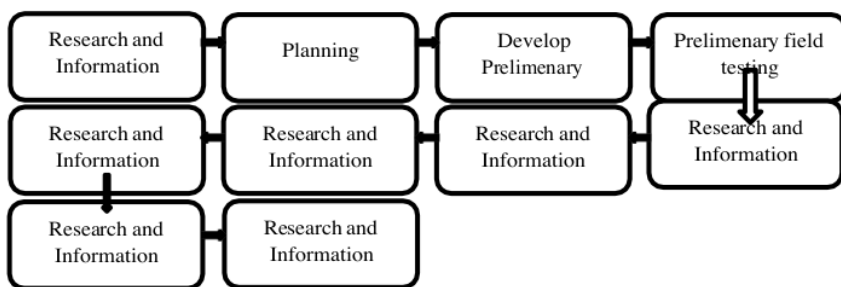 Research and
Information
Planning
Develop
Prelimenary
Prelimenary field
testing
Research and
Information
Research and
Information
Research and
Information
Research and
Information
Research and
Information
Research and
Information